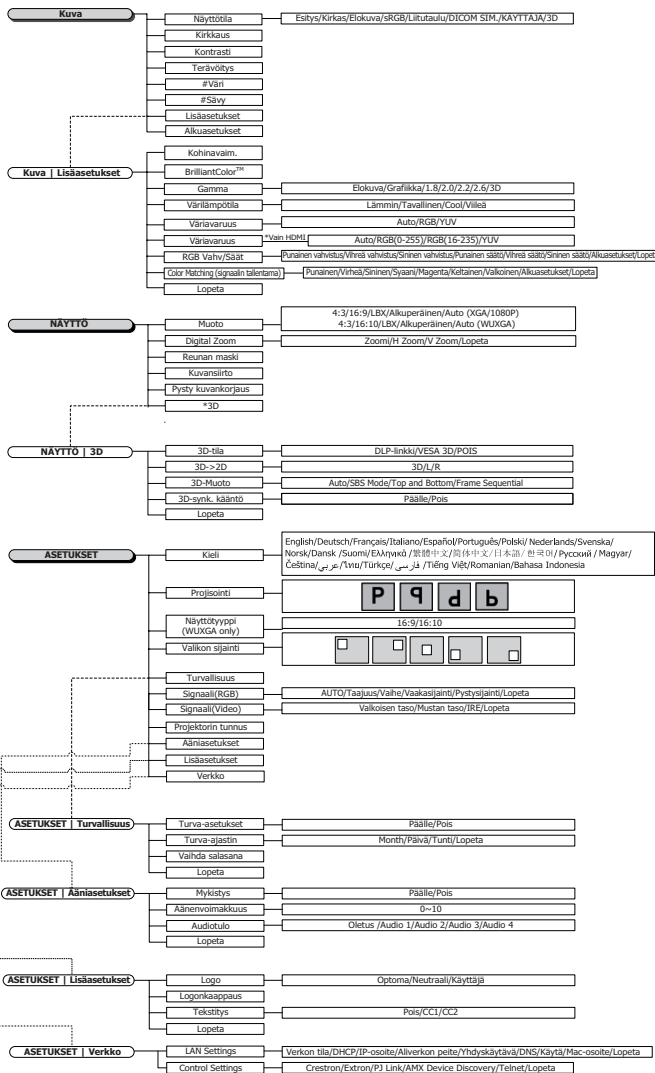 Kuva
Näyttötila
Esitys/Kirkas/Elokuva/sRGB/Liitutaulu/DICOM SIM./KÄYTTÄJÄ/3D
Kirkkaus
Kontrasti
Terävöitys
#Väri
#Sävy
Lisäasetukset
Alkuasetukset
Kuva | Lisäasetukset
Kohinavaim.
BrilliantColor™
Gamma
Elokuva/Grafiikka/1.8/2.0/2.2/2.6/3D
Värilämpötila
Lämmin/Tavallinen/Cool/Viileä
Väriavaruus
Auto/RGB/YUV
Väriavaruus
*Vain HDMI
Auto/RGB(0-255)/RGB(16-235)/YUV
RGB Vahv/Säät
Punainen vahvistus/Vihreä vahvistus/Sininen vahvistus/Punainen säätö/Vihreä säätö/Sininen säätö/Alkuasetukset/Lopet
Color Matching (signaalin tallentama)
Punainen/Virheä/Sininen/Syaani/Magenta/Keltainen/Valkoinen/Alkuasetukset/Lopeta
Lopeta
NÄYTTÖ
Muoto
4:3/16:9/LBX/Alkuperäinen/Auto (XGA/1080P)
4:3/16:10/LBX/Alkuperäinen/Auto (WUXGA)
Digital Zoom
Zoomi/H Zoom/V Zoom/Lopeta
Reunan maski
Kuvansiirto
Pysty kuvankorjaus
*3D
NÄYTTÖ | 3D
3D-tila
DLP-linkki/VESA 3D/POIS
3D->2D
3D/L/R
3D-Muoto
Auto/SBS Mode/Top and Bottom/Frame Sequential
3D-synk. kääntö
Päälle/Pois
Lopeta
ASETUKSET
Kieli
English/Deutsch/Français/Italiano/Español/Português/Polski/Nederlands/Svenska/
Norsk/Dansk /Suomi/Ελληνικά /繁體中文/简体中文/日本語/한국어/Русский / Magyar/
Čeština/عربي/ไทย/Türkçe/فارسی /Tiếng Việt/Romanian/Bahasa Indonesia
Projisointi
P P P P
Näyttötyyppi
(WUXGA only)
16:9/16:10
Valikon sijainti
Turvallisuus
Signaali(RGB)
AUTO/Taajuus/Vaihe/Vaakasijainti/Pystysijainti/Lopeta
Signaali(Video)
Valkoisen taso/Mustan taso/IRE/Lopeta
Projektorin tunnus
Ääniasetukset
Lisäasetukset
Verkko
ASETUKSET | Turvallisuus
Turva-asetukset
Päälle/Pois
Turva-ajastin
Month/Päivä/Tunti/Lopeta
Vaihda salasana
Lopeta
ASETUKSET | Ääniasetukset
Mykistys
Päälle/Pois
Äänenvoimakkuus
0~10
Audiotulo
Oletus /Audio 1/Audio 2/Audio 3/Audio 4
Lopeta
ASETUKSET | Lisäasetukset
Logo
Optoma/Neutraali/Käyttäjä
Logonkaappaus
Tekstitys
Pois/CC1/CC2
Lopeta
ASETUKSET | Verkko
LAN Settings
Verkon tila/DHCP/IP-osoite/Aliverkon peite/Yhdyskäytävä/DNS/Käytä/Mac-osoite/Lopeta
Control Settings
Crestron/Extron/PJ Link/AMX Device Discovery/Telnet/Lopeta